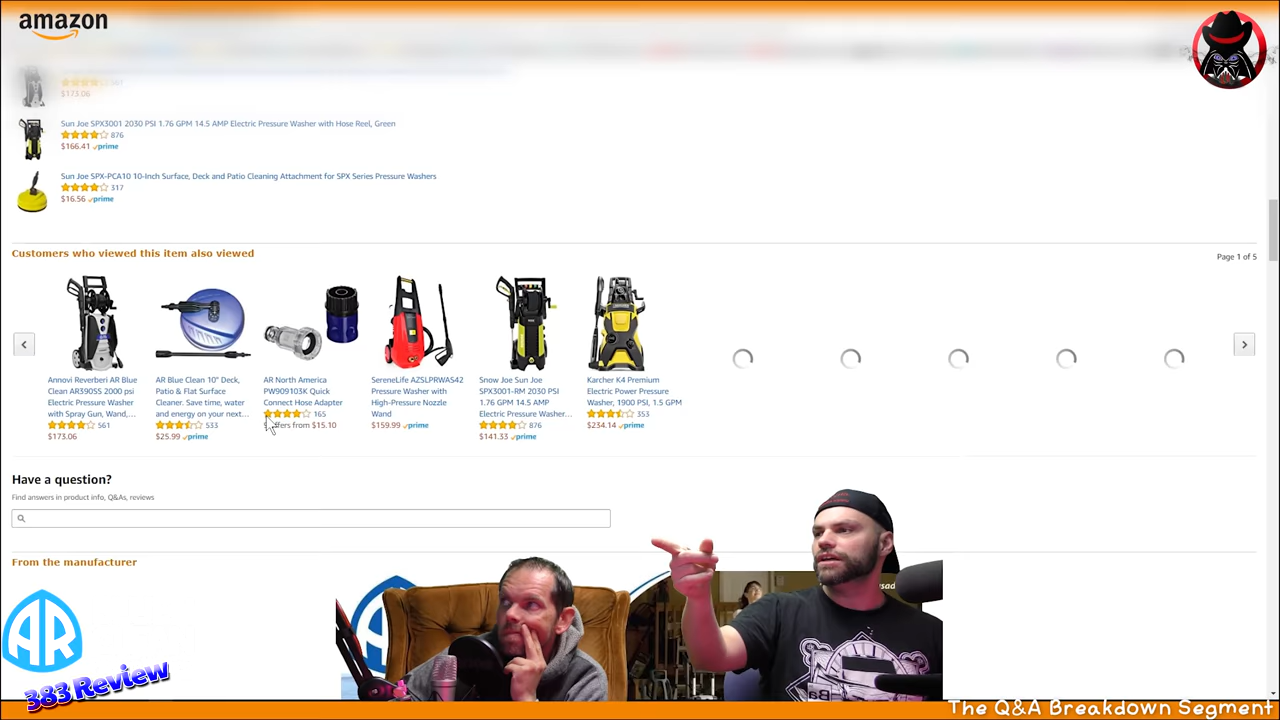 amazon
561
$173.06
Sun Joe SPX3001 2030 PSI 1.76 GPM 14.5 AMP Electric Pressure Washer with Hose Reel, Green
876
$166.41 prime
Sun Joe SPX-PCA10 10-Inch Surface, Deck and Patio Cleaning Attachment for SPX Series Pressure Washers
317
$16.56 prime
Customers who viewed this item also viewed
Page 1 of 5
Annovi Reverberi AR Blue
Clean AR390SS 2000 psi
Electric Pressure Washer
with Spray Gun, Wand,...
561
$173.06
AR Blue Clean 10" Deck,
Patio & Flat Surface
Cleaner. Save time, water
and energy on your next...
533
$25.99 prime
AR North America
PW909103K Quick
Connect Hose Adapter
165
offers from $15.10
SereneLife AZSLPRWAS42
Pressure Washer with
High-Pressure Nozzle
Wand
$159.99 prime
Snow Joe Sun Joe
SPX3001-RM 2030 PSI
1.76 GPM 14.5 AMP
Electric Pressure Washer...
876
$141.33 prime
Karcher K4 Premium
Electric Power Pressure
Washer, 1900 PSI, 1.5 GPM
353
$234.14 prime
Have a question?
Find answers in product info, Q&As, reviews
From the manufacturer
AR
383 Review
The Q&A Breakdown Segment